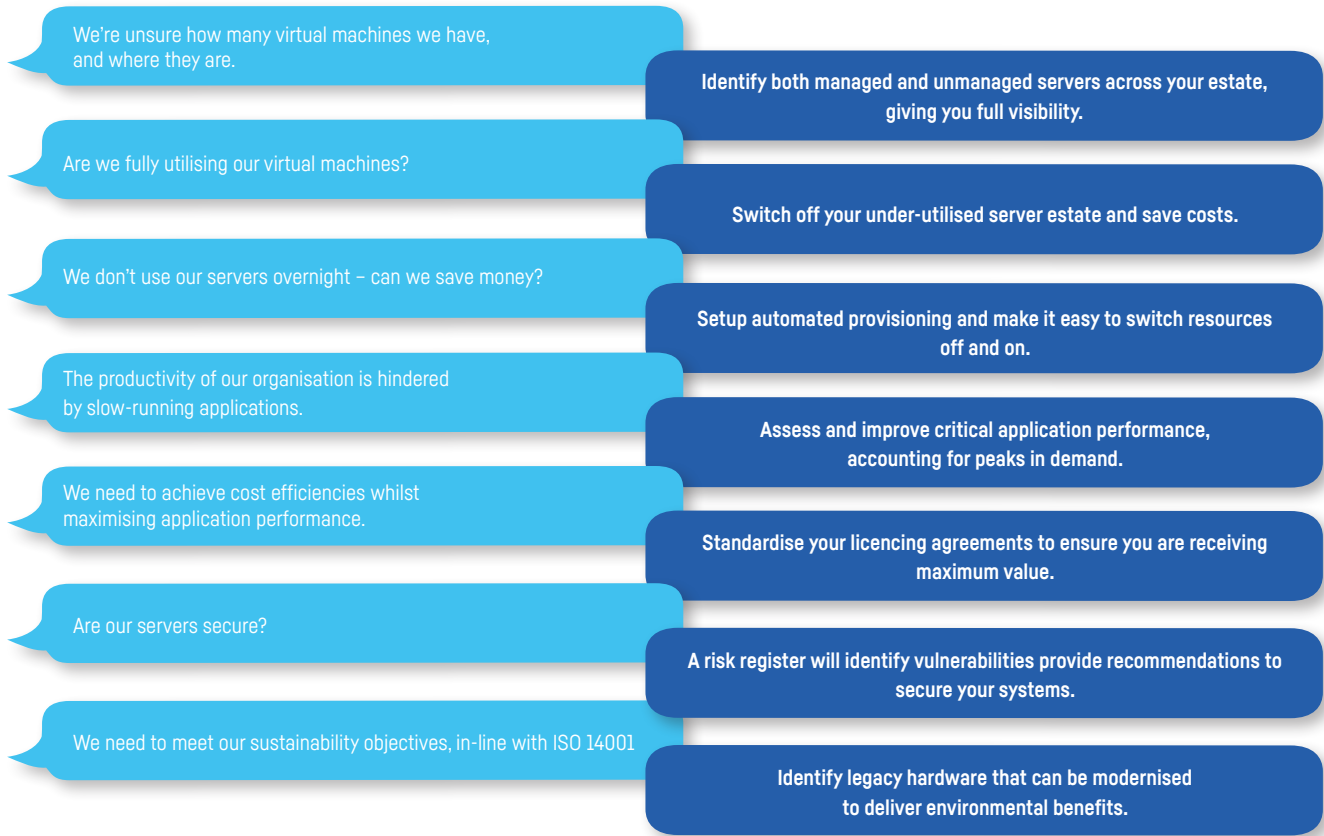 We're unsure how many virtual machines we have,
and where they are.
Identify both managed and unmanaged servers across your estate,
giving you full visibility.
Are we fully utilising our virtual machines?
Switch off your under-utilised server estate and save costs.
We don't use our servers overnight – can we save money?
Setup automated provisioning and make it easy to switch resources
off and on.
The productivity of our organisation is hindered
by slow-running applications.
Assess and improve critical application performance,
accounting for peaks in demand.
We need to achieve cost efficiencies whilst
maximising application performance.
Standardise your licencing agreements to ensure you are receiving
maximum value.
Are our servers secure?
A risk register will identify vulnerabilities provide recommendations to
secure your systems.
We need to meet our sustainability objectives, in-line with ISO 14001
Identify legacy hardware that can be modernised
to deliver environmental benefits.